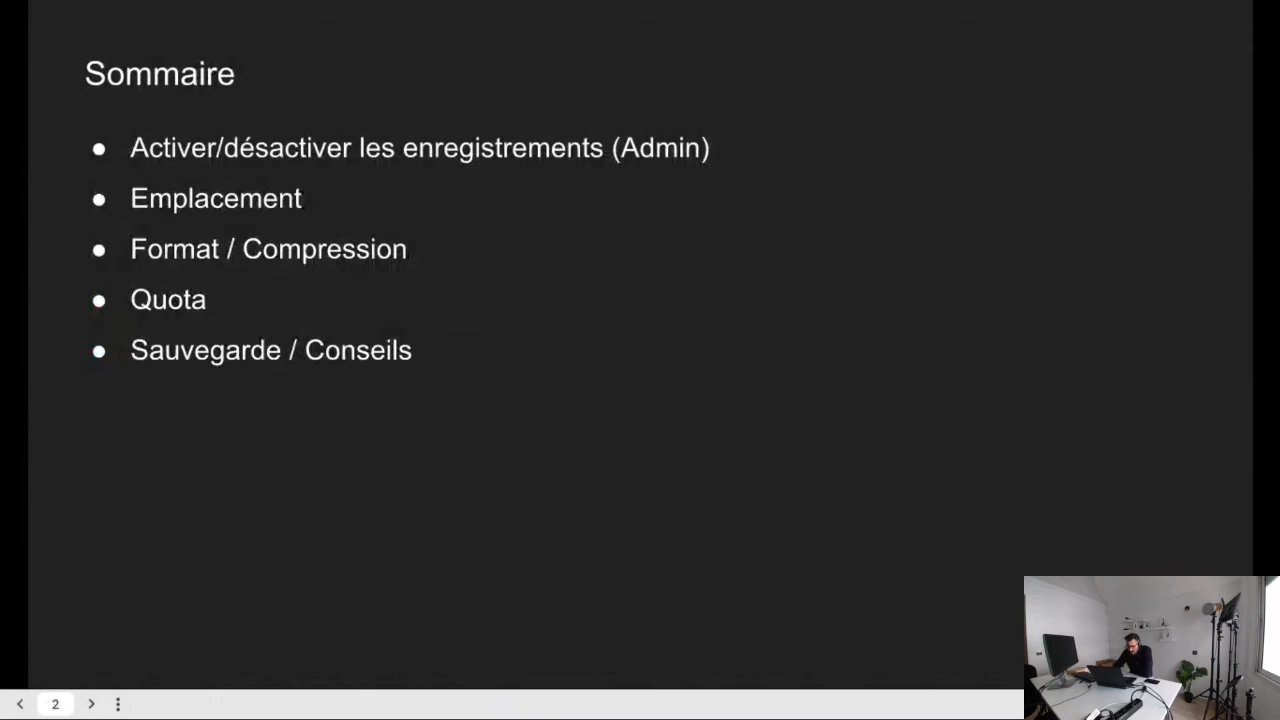 Sommaire
● Activer/désactiver les enregistrements (Admin)
● Emplacement
● Format / Compression
● Quota
● Sauvegarde / Conseils
2